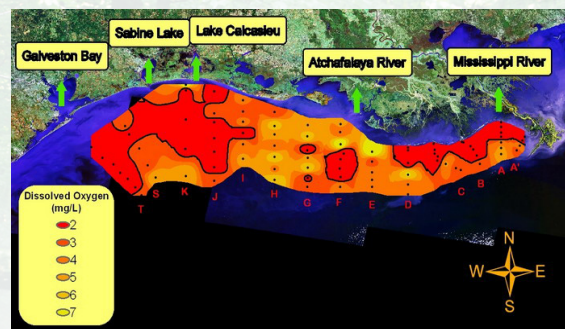 Galveston Bay
Sabine Lake
Lake Calcasieu
Atchafalaya River
Mississippi River
T
S
K
J
I
H
G
F
E
D
C
B
A
A'
Dissolved Oxygen
(mg/L)
2
3
4
5
6
7
N
W
E
S